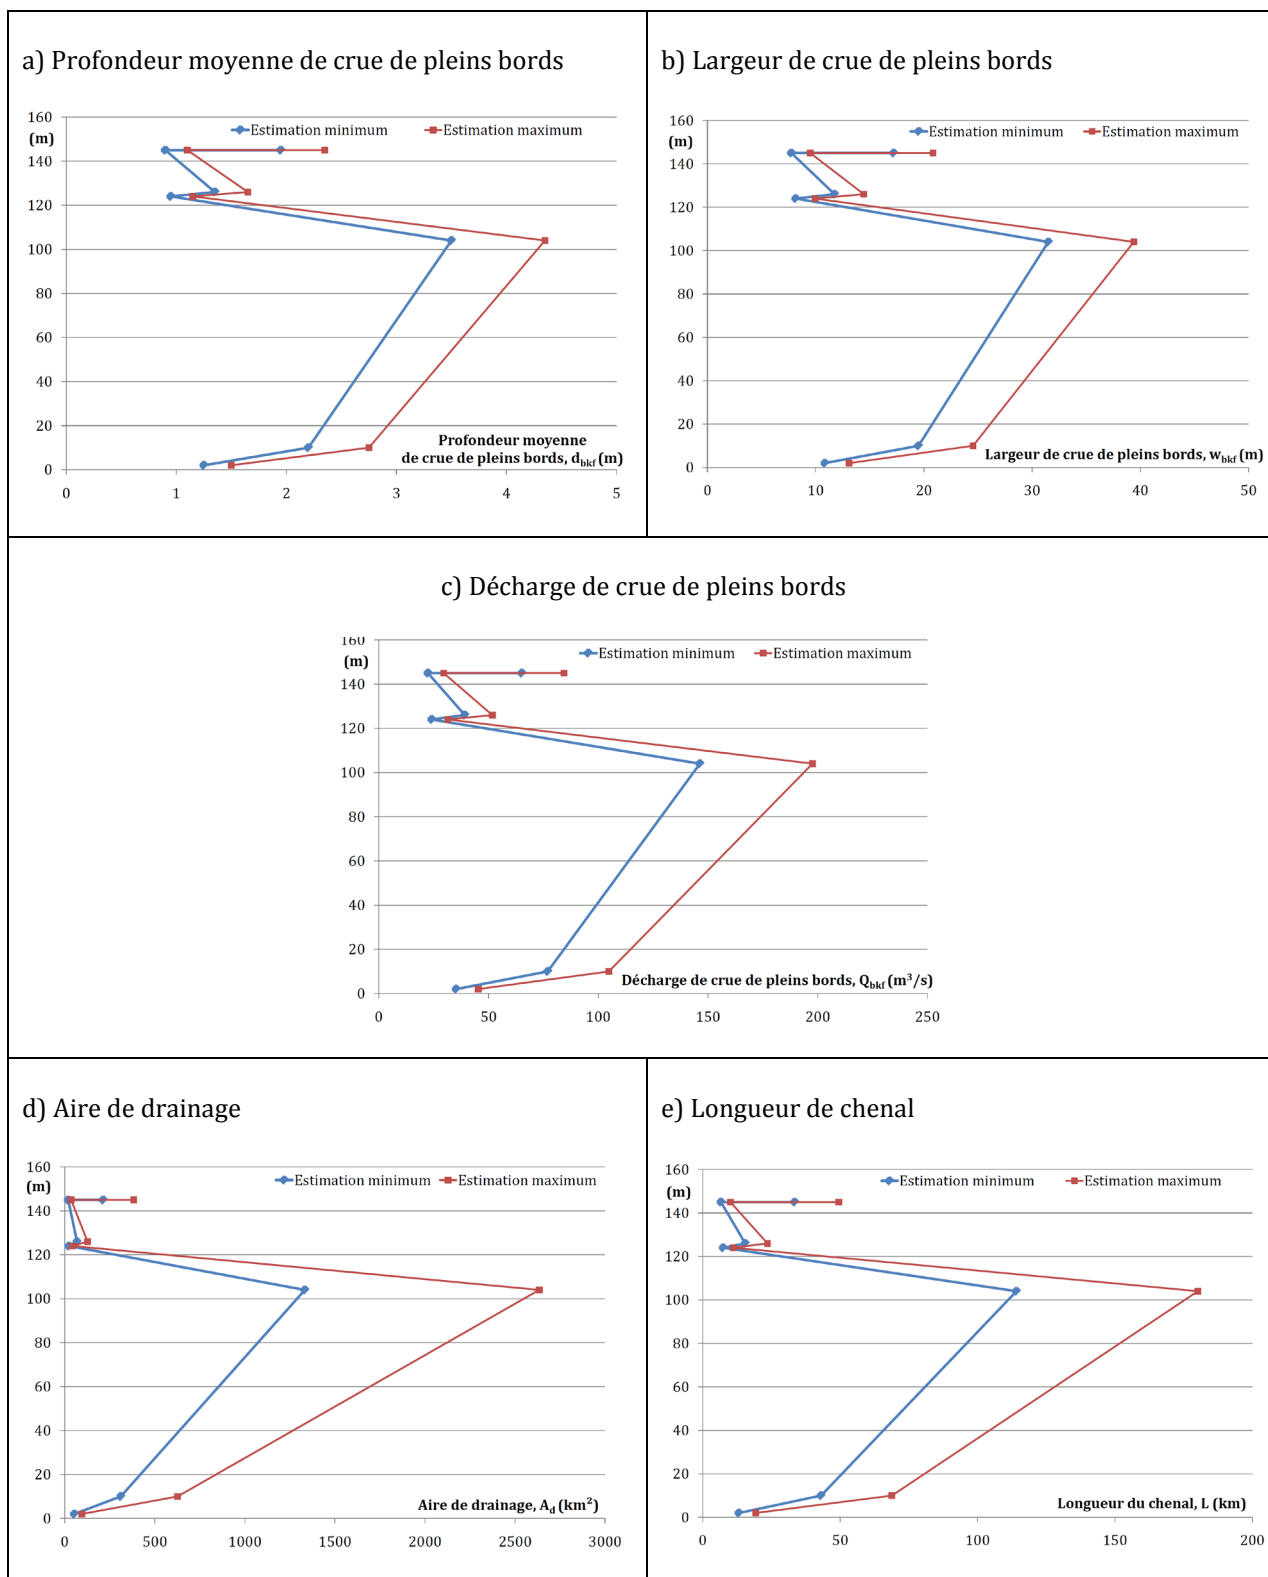 a) Profondeur moyenne de crue de pleins bords
160
(m)
Estimation minimum
Estimation maximum
140
120
100
80
60
40
20
Profondeur moyenne
de crue de pleins bords, dbkf (m)
0
0 1 2 3 4 5
b) Largeur de crue de pleins bords
160
(m)
Estimation minimum
Estimation maximum
140
120
100
80
60
40
20
Largeur de crue de pleins bords, wbkf (m)
0
0 10 20 30 40 50
c) Décharge de crue de pleins bords
160
(m)
Estimation minimum
Estimation maximum
140
120
100
80
60
40
20
Décharge de crue de pleins bords, Qbkf (m³/s)
0
0 50 100 150 200 250
d) Aire de drainage
160
(m)
Estimation minimum
Estimation maximum
140
120
100
80
60
40
20
Aire de drainage, Ad (km²)
0
0 500 1000 1500 2000 2500 3000
e) Longueur de chenal
160
(m)
Estimation minimum
Estimation maximum
140
120
100
80
60
40
20
Longueur du chenal, L (km)
0
0 50 100 150 200